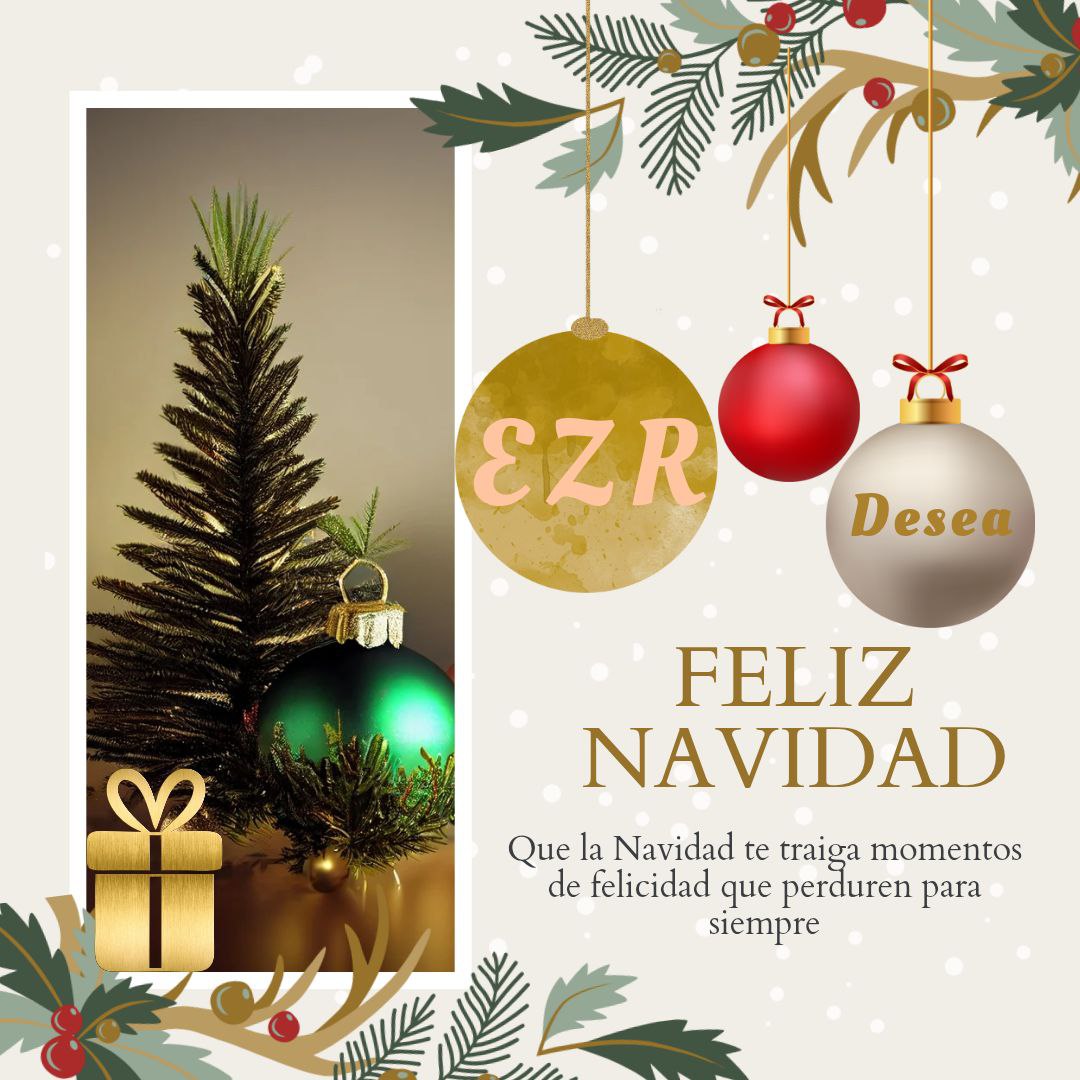 EZR
Desea
FELIZ
NAVIDAD
Que la Navidad te traiga momentos
de felicidad que perduren para
siempre